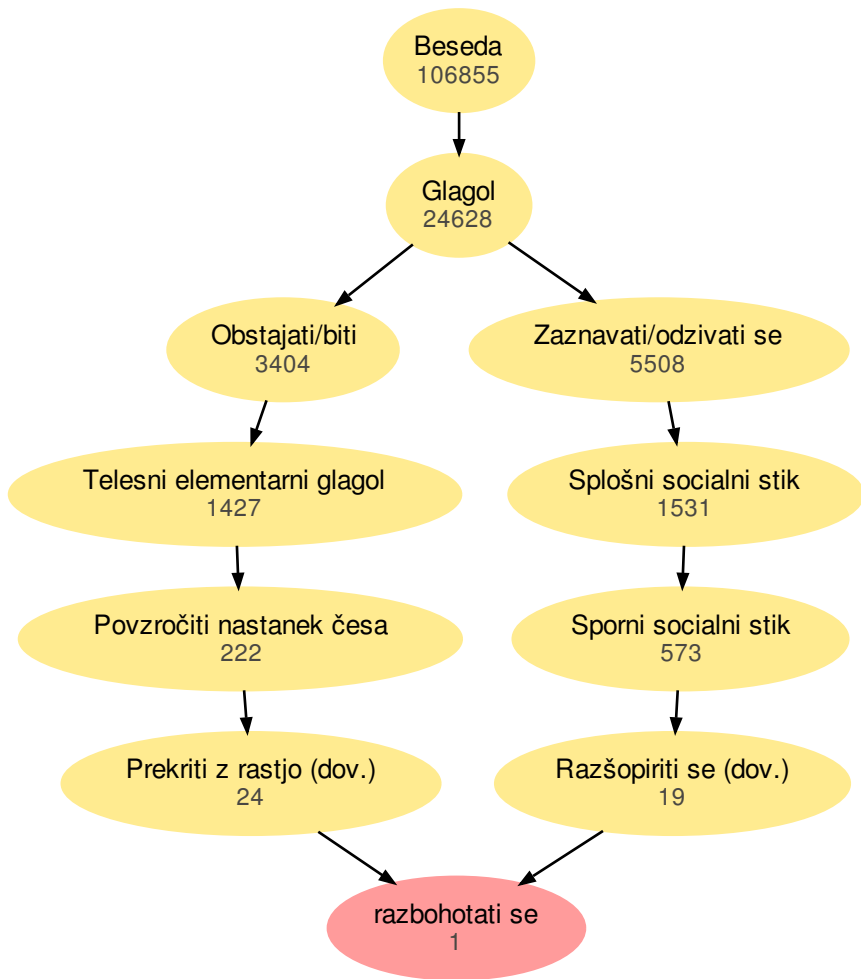 Beseda
106855
Glagol
24628
Obstajati/biti
3404
Zaznavati/odzivati se
5508
Telesni elementarni glagol
1427
Splošni socialni stik
1531
Povzročiti nastanek česa
222
Sporni socialni stik
573
Prekriti z rastjo (dov.)
24
Razšopiriti se (dov.)
19
razbohotati se
1